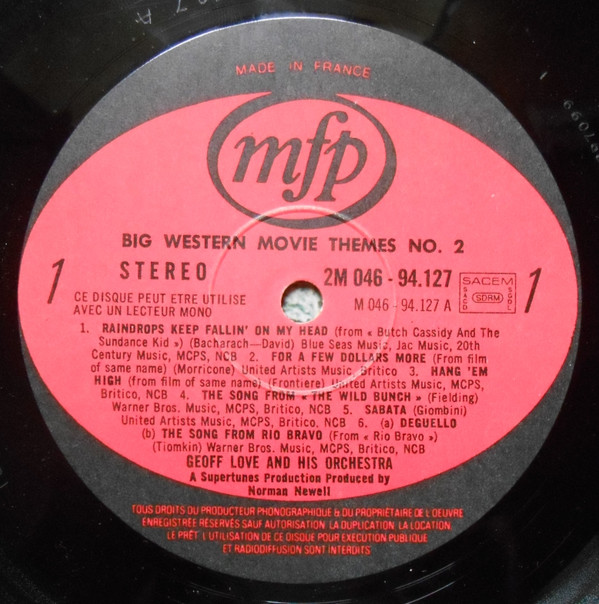 MADE IN FRANCE
mfp
BIG WESTERN MOVIE THEMES NO. 2
1 STEREO 2M 046 - 94.127 SACEM 1
SACD SDRM SGDL
CE DISQUE PEUT ETRE UTILISE M 046 - 94.127 A
AVEC UN LECTEUR MONO
1. RAINDROPS KEEP FALLIN' ON MY HEAD (from « Butch Cassidy And The
Sundance Kid ») (Bacharach—David) Blue Seas Music, Jac Music, 20th
Century Music, MCPS, NCB 2. FOR A FEW DOLLARS MORE (From film
of same name) (Morricone) United Artists Music Britico 3. HANG 'EM
HIGH (from film of same name) (Frontiere) United Artists Music, MCPS,
Britico, NCB 4. THE SONG FROM « THE WILD BUNCH » (Fielding)
Warner Bros. Music, MCPS, Britico, NCB 5. SABATA (Giombini)
United Artists Music, MCPS, Britico, NCB 6. (a) DEGUELLO
(b) THE SONG FROM RIO BRAVO (From « Rio Bravo »)
(Tiomkin) Warner Bros. Music, MCPS, Britico, NCB
GEOFF LOVE AND HIS ORCHESTRA
A Supertunes Production Produced by
Norman Newell
TOUS DROITS DU PRODUCTEUR PHONOGRAPHIQUE & DU PROPRIETAIRE DE L'OEUVRE
ENREGISTRÉE RÉSERVÉS SAUF AUTORISATION LA DUPLICATION, LA LOCATION,
LE PRÊT, L'UTILISATION DE CE DISQUE POUR EXECUTION PUBLIQUE
ET RADIODIFFUSION SONT INTERDITS